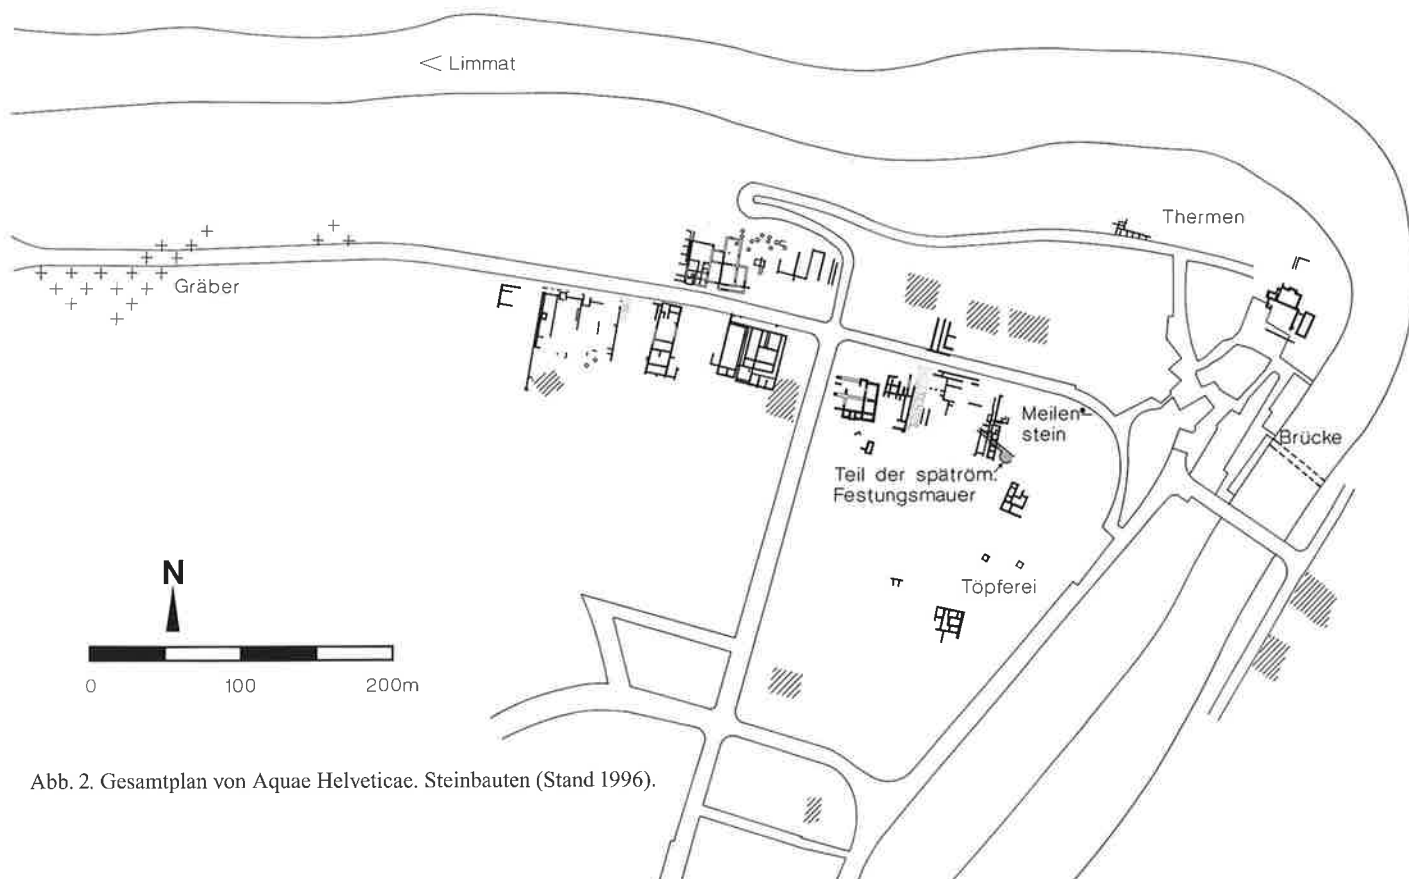 < Limmat
Thermen
Gräber
Meilen-
stein
Brücke
Teil der spätröm.
Festungsmauer
Töpferei
N
0 100 200m
Abb. 2. Gesamtplan von Aquae Helveticae. Steinbauten (Stand 1996).